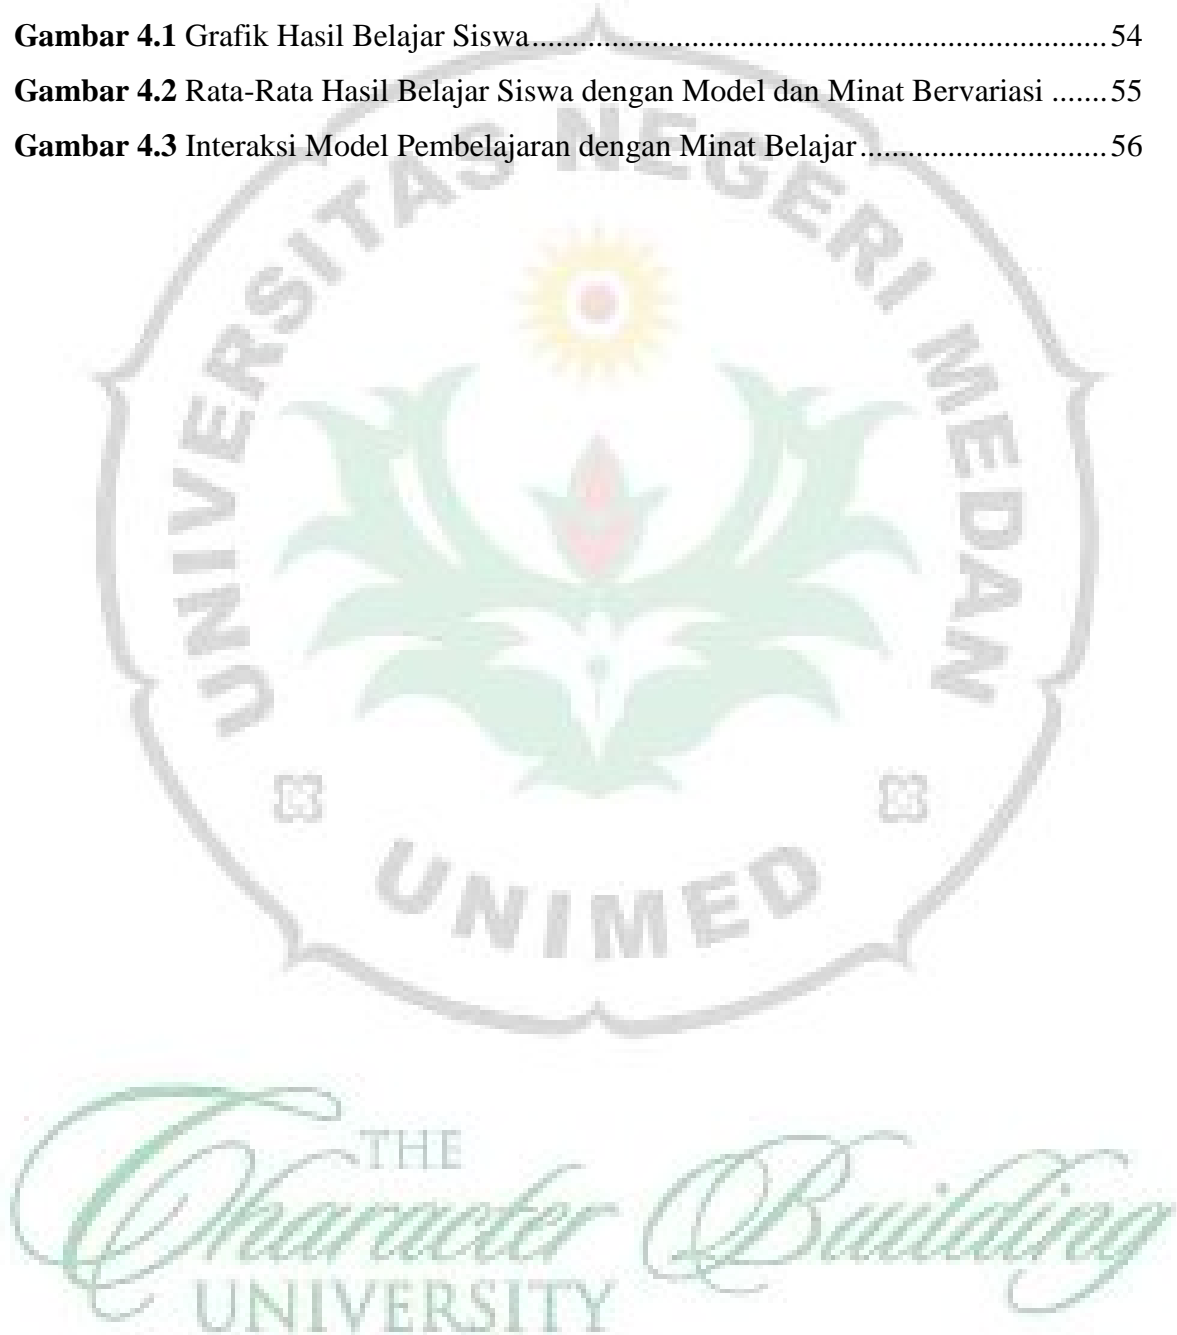 Gambar 4.1 Grafik Hasil Belajar Siswa........................................................................54
Gambar 4.2 Rata-Rata Hasil Belajar Siswa dengan Model dan Minat Bervariasi .......55
Gambar 4.3 Interaksi Model Pembelajaran dengan Minat Belajar...............................56
UNIVERSITAS NEGERI MEDAN
UNIMED
THE
Character Building
UNIVERSITY